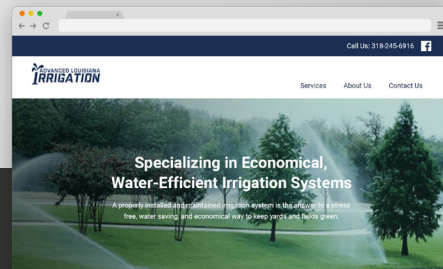 Call Us: 318-245-6916
ADVANCED LOUISIANA
IRRIGATION
Services About Us Contact Us
Specializing in Economical,
Water-Efficient Irrigation Systems
A properly installed and maintained irrigation system is the answer to a stress
free, water saving, and economical way to keep yards and fields green.